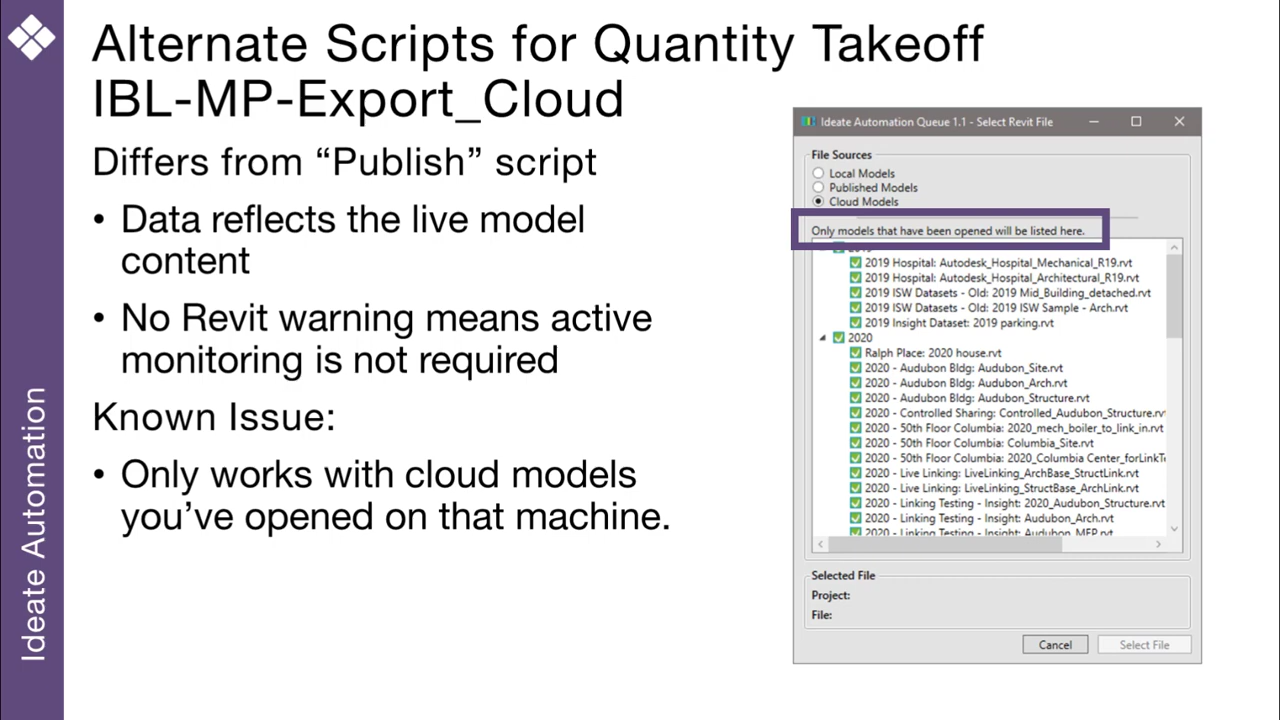 Alternate Scripts for Quantity Takeoff
IBL-MP-Export_Cloud
Differs from “Publish” script
• Data reflects the live model
content
• No Revit warning means active
monitoring is not required
Known Issue:
• Only works with cloud models
you’ve opened on that machine.
Ideate Automation
Ideate Automation Queue 1.1 - Select Revit File
File Sources
Local Models
Published Models
Cloud Models
Only models that have been opened will be listed here.
2019 Hospital: Autodesk_Hospital_Mechanical_R19.rvt
2019 Hospital: Autodesk_Hospital_Architectural_R19.rvt
2019 ISW Datasets - Old: 2019 Mid_Building_detached.rvt
2019 ISW Datasets - Old: 2019 ISW Sample - Arch.rvt
2019 Insight Dataset: 2019 parking.rvt
2020
Ralph Place: 2020 house.rvt
2020 - Audubon Bldg: Audubon_Site.rvt
2020 - Audubon Bldg: Audubon_Arch.rvt
2020 - Audubon Bldg: Audubon_Structure.rvt
2020 - Controlled Sharing: Controlled_Audubon_Structure.rvt
2020 - 50th Floor Columbia: 2020_mech_boiler_to_link_in.rvt
2020 - 50th Floor Columbia: Columbia_Site.rvt
2020 - 50th Floor Columbia: 2020_Columbia Center_forLinkTe
2020 - Live Linking: LiveLinking_ArchBase_StructLink.rvt
2020 - Live Linking: LiveLinking_StructBase_ArchLink.rvt
2020 - Linking Testing - Insight: 2020_Audubon_Structure.rvt
2020 - Linking Testing - Insight: Audubon_Arch.rvt
2020 - Linking Testing - Insight: Audubon_MEP.rvt
Selected File
Project:
File:
Cancel
Select File